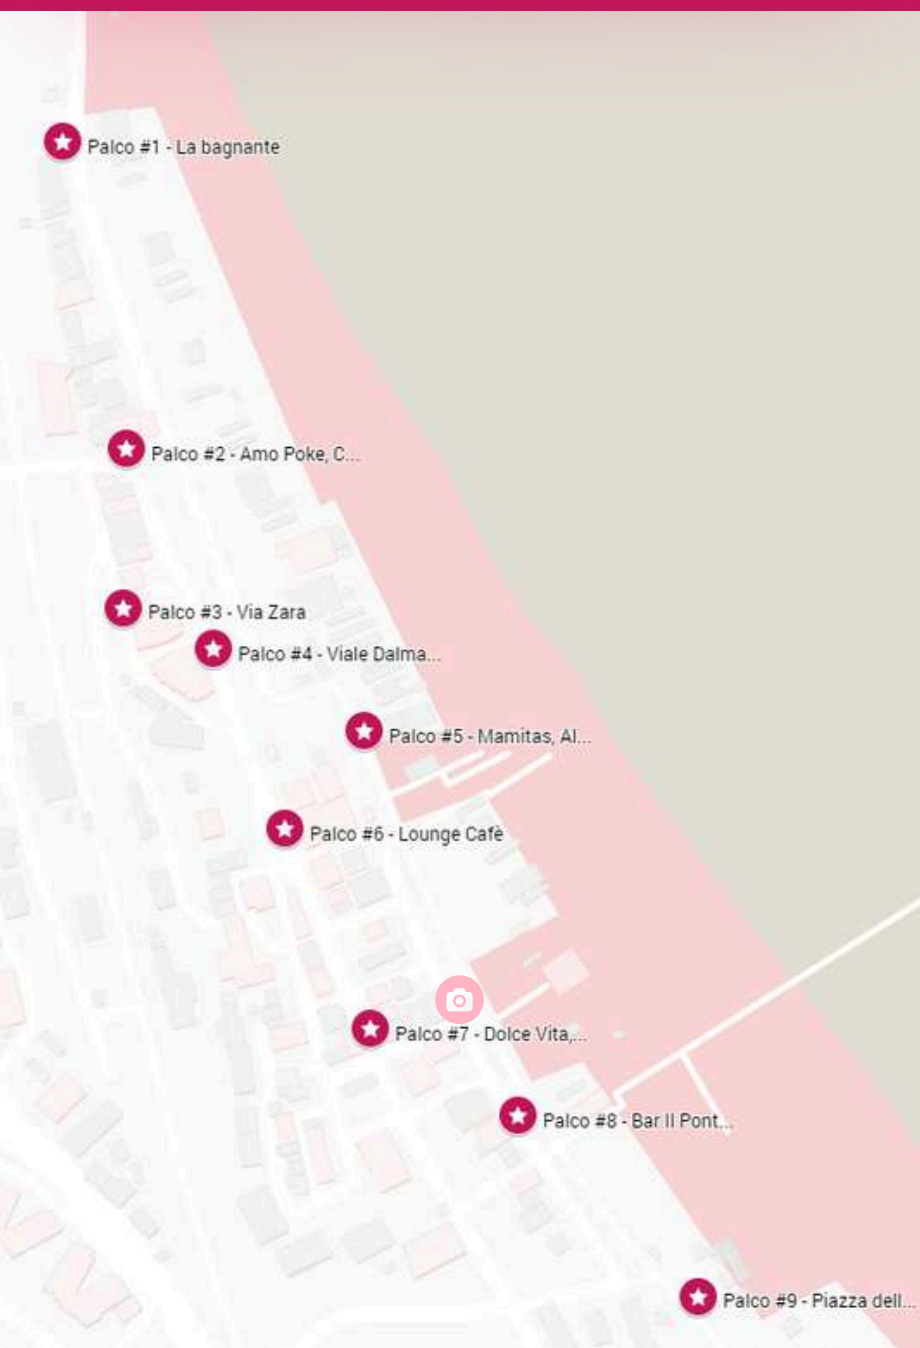 Palco #1 - La bagnante
Palco #2 - Amo Poke, C...
Palco #3 - Via Zara
Palco #4 - Viale Dalma...
Palco #5 - Mamitas, Al...
Palco #6 - Lounge Cafè
Palco #7 - Dolce Vita,...
Palco #8 - Bar Il Pont...
Palco #9 - Piazza dell...